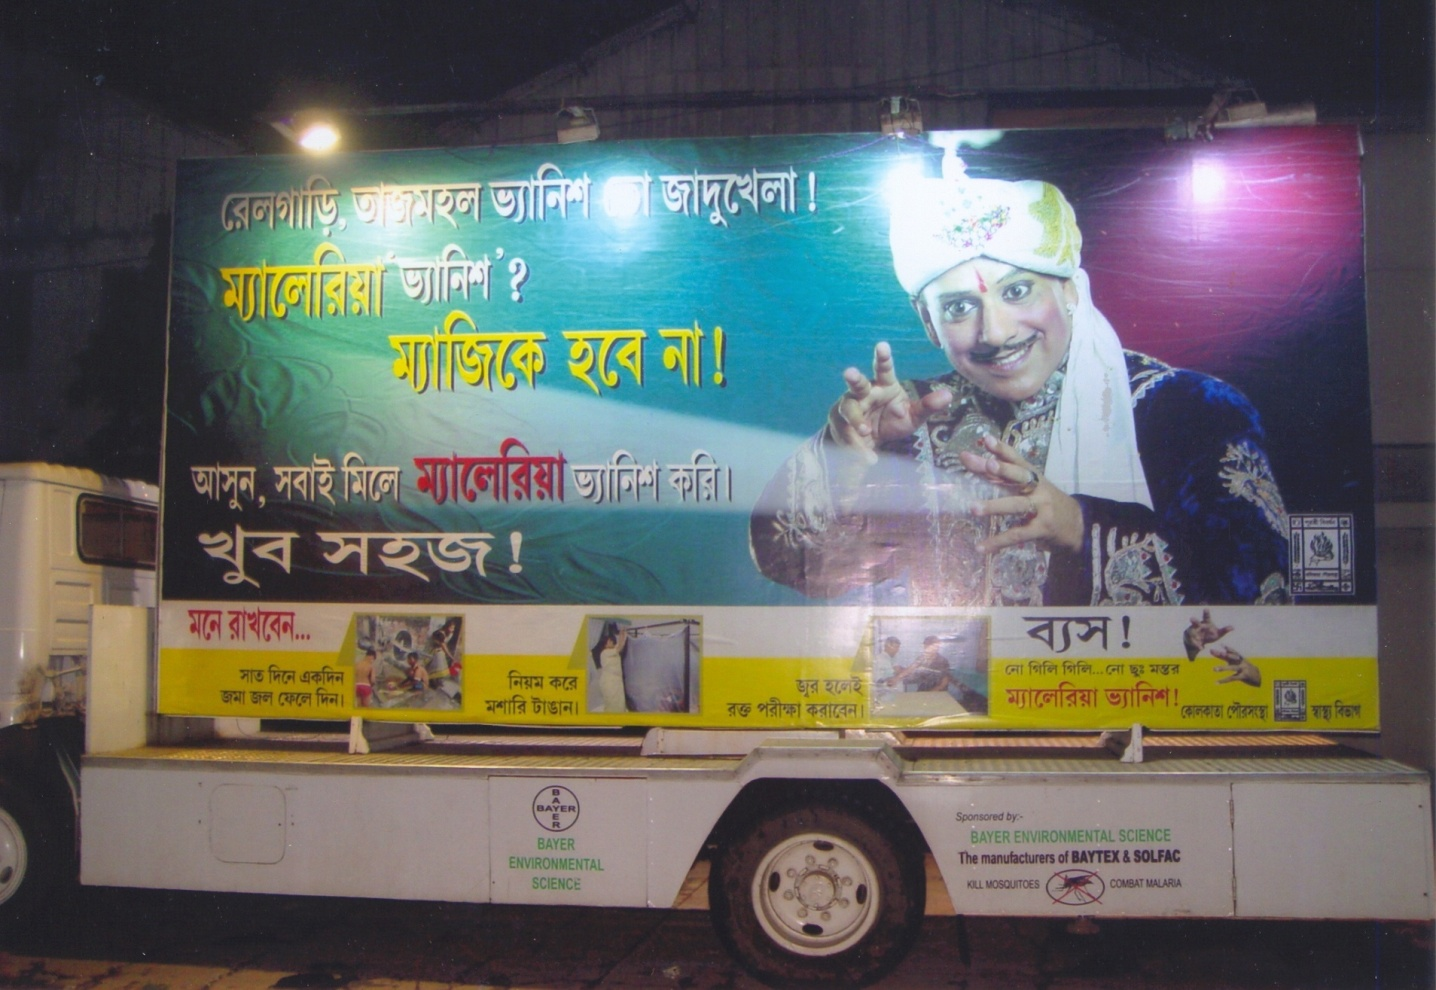 রেলগাড়ি, তাজমহল ভ্যানিশ তো জাদুখেলা!
ম্যালেরিয়া 'ভ্যানিশ'?
ম্যাজিকে হবে না!
আসুন, সবাই মিলে ম্যালেরিয়া ভ্যানিশ করি।
খুব সহজ!
মনে রাখবেন...
সাত দিনে একদিন
জমা জল ফেলে দিন।
নিয়ম করে
মশারি টাঙান।
জ্বর হলেই
রক্ত পরীক্ষা করাবেন।
ব্যস!
নো গিলি গিলি...নো ছুঃ মন্তর
ম্যালেরিয়া ভ্যানিশ!
কোলকাতা পৌরসংস্থা স্বাস্থ্য বিভাগ
BAYER
BAYER
BAYER
ENVIRONMENTAL
SCIENCE
Sponsored by:-
BAYER ENVIRONMENTAL SCIENCE
The manufacturers of BAYTEX & SOLFAC
KILL MOSQUITOES COMBAT MALARIA